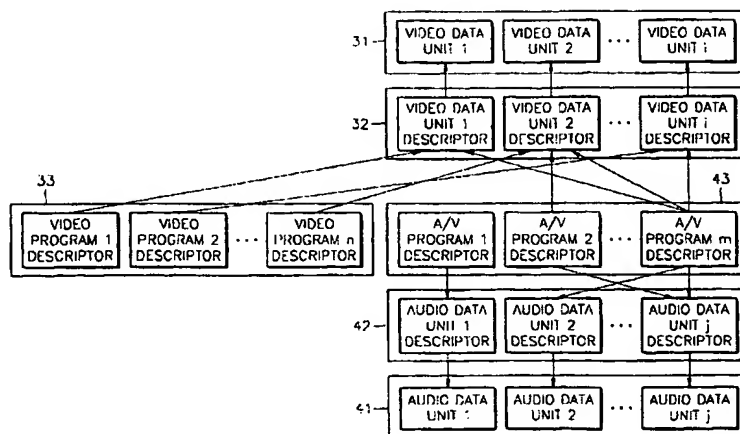 31
VIDEO DATA UNIT 1
VIDEO DATA UNIT 2
...
VIDEO DATA UNIT i
32
VIDEO DATA UNIT 1 DESCRIPTOR
VIDEO DATA UNIT 2 DESCRIPTOR
...
VIDEO DATA UNIT i DESCRIPTOR
33
VIDEO PROGRAM 1 DESCRIPTOR
VIDEO PROGRAM 2 DESCRIPTOR
...
VIDEO PROGRAM n DESCRIPTOR
43
A/V PROGRAM 1 DESCRIPTOR
A/V PROGRAM 2 DESCRIPTOR
...
A/V PROGRAM m DESCRIPTOR
42
AUDIO DATA UNIT 1 DESCRIPTOR
AUDIO DATA UNIT 2 DESCRIPTOR
...
AUDIO DATA UNIT j DESCRIPTOR
41
AUDIO DATA UNIT 1
AUDIO DATA UNIT 2
...
AUDIO DATA UNIT j